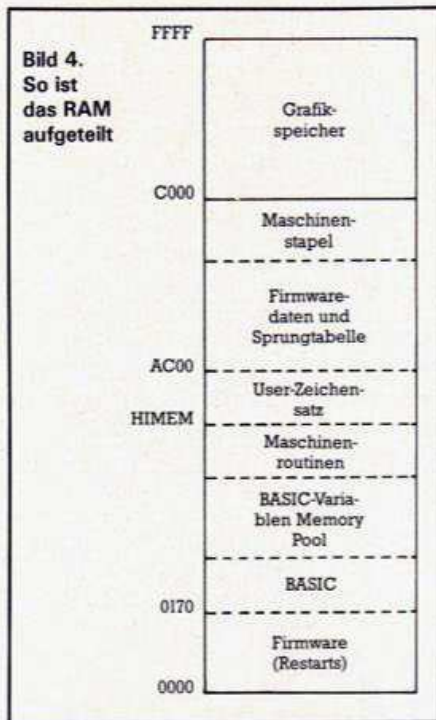 Bild 4.
So ist
das RAM
aufgeteilt
FFFF
Grafik-
speicher
C000
Maschinen-
stapel
Firmware-
daten und
Sprungtabelle
AC00
User-Zeichen-
satz
HIMEM
Maschinen-
routinen
BASIC-Varia-
blen Memory
Pool
BASIC
0170
Firmware
(Restarts)
0000